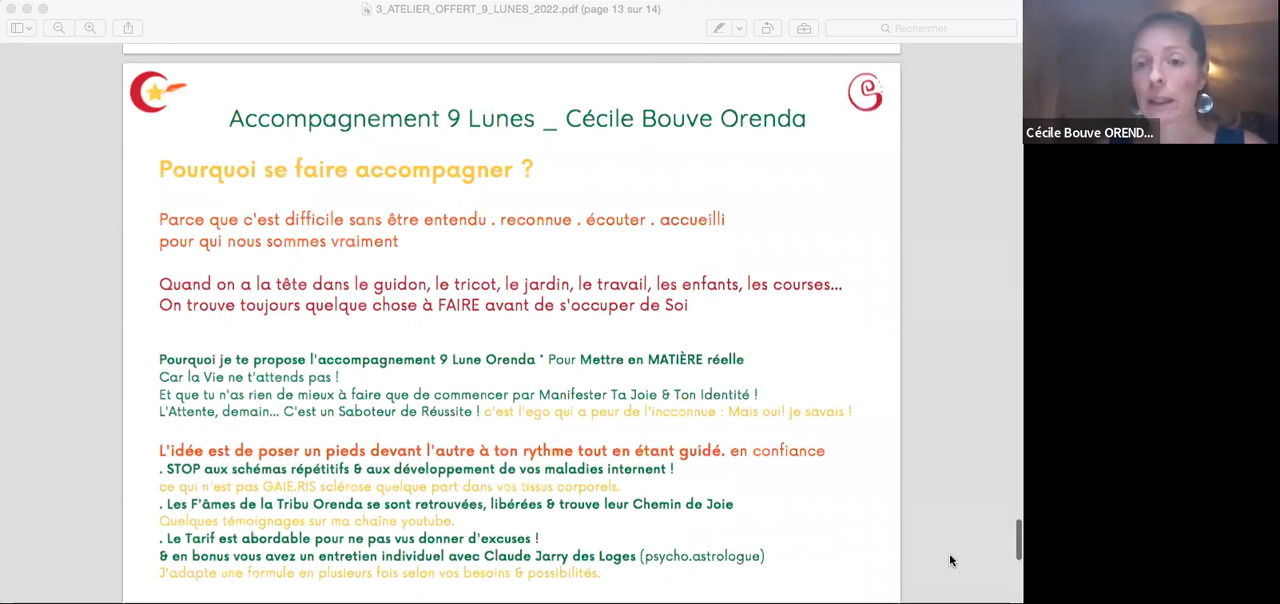 3_ATELIER_OFFERT_9_LUNES_2022.pdf (page 13 sur 14)
Rechercher
Accompagnement 9 Lunes _ Cécile Bouve Orenda
Cécile Bouve OREND...
Pourquoi se faire accompagner ?
Parce que c'est difficile sans être entendu . reconnue . écouter . accueilli
pour qui nous sommes vraiment
Quand on a la tête dans le guidon, le tricot, le jardin, le travail, les enfants, les courses...
On trouve toujours quelque chose à FAIRE avant de s'occuper de Soi
Pourquoi je te propose l'accompagnement 9 Lune Orenda * Pour Mettre en MATIÈRE réelle
Car la Vie ne t'attends pas !
Et que tu n'as rien de mieux à faire que de commencer par Manifester Ta Joie & Ton Identité !
L'Attente, demain... C'est un Saboteur de Réussite ! c'est l'ego qui a peur de l'incconnue : Mais oui! je savais !
L'idée est de poser un pieds devant l'autre à ton rythme tout en étant guidé. en confiance
. STOP aux schémas répétitifs & aux développement de vos maladies internent !
ce qui n'est pas GAIE.RIS sclérose quelque part dans vos tissus corporels.
. Les F'âmes de la Tribu Orenda se sont retrouvées, libérées & trouve leur Chemin de Joie
Quelques témoignages sur ma chaîne youtube.
. Le Tarif est abordable pour ne pas vus donner d'excuses !
& en bonus vous avez un entretien individuel avec Claude Jarry des Loges (psycho.astrologue)
J'adapte une formule en plusieurs fois selon vos besoins & possibilités.